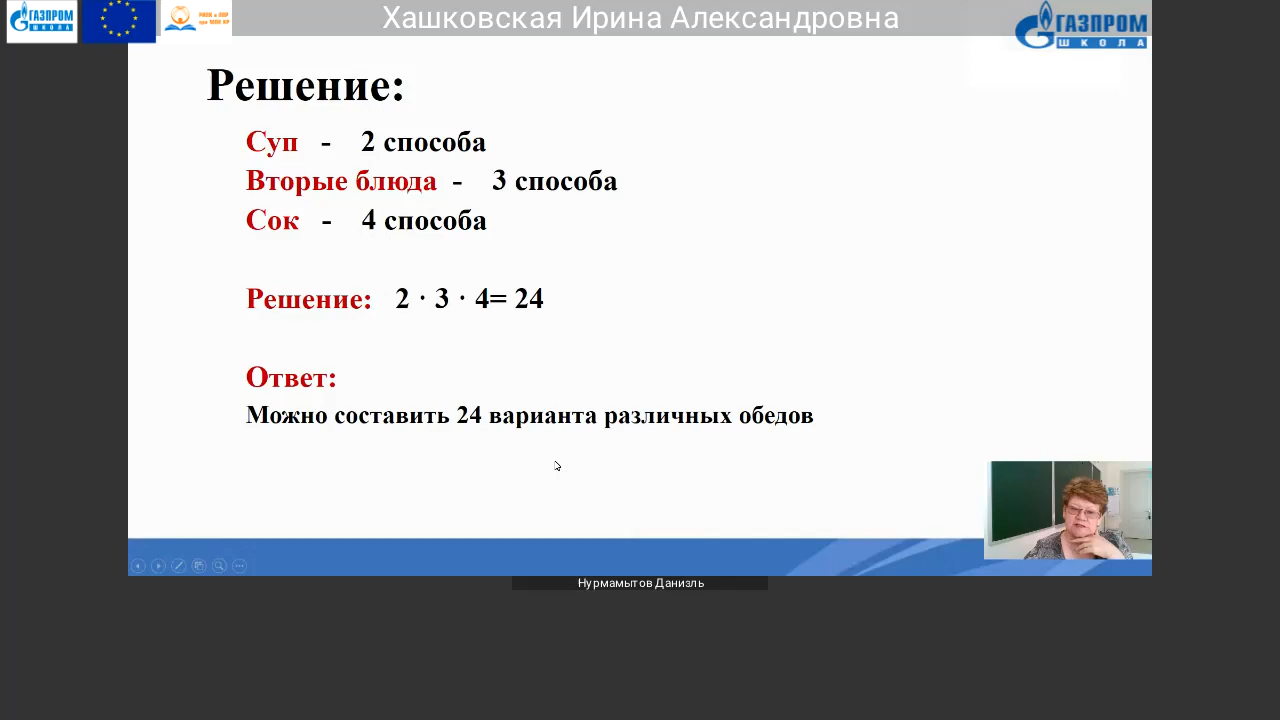 ГАЗПРОМ
ШКОЛА
Хашковская Ирина Александровна
ГАЗПРОМ
ШКОЛА
Решение:
Суп - 2 способа
Вторые блюда - 3 способа
Сок - 4 способа
Решение: 2 · 3 · 4= 24
Ответ:
Можно составить 24 варианта различных обедов
Нурмамытов Даниэль